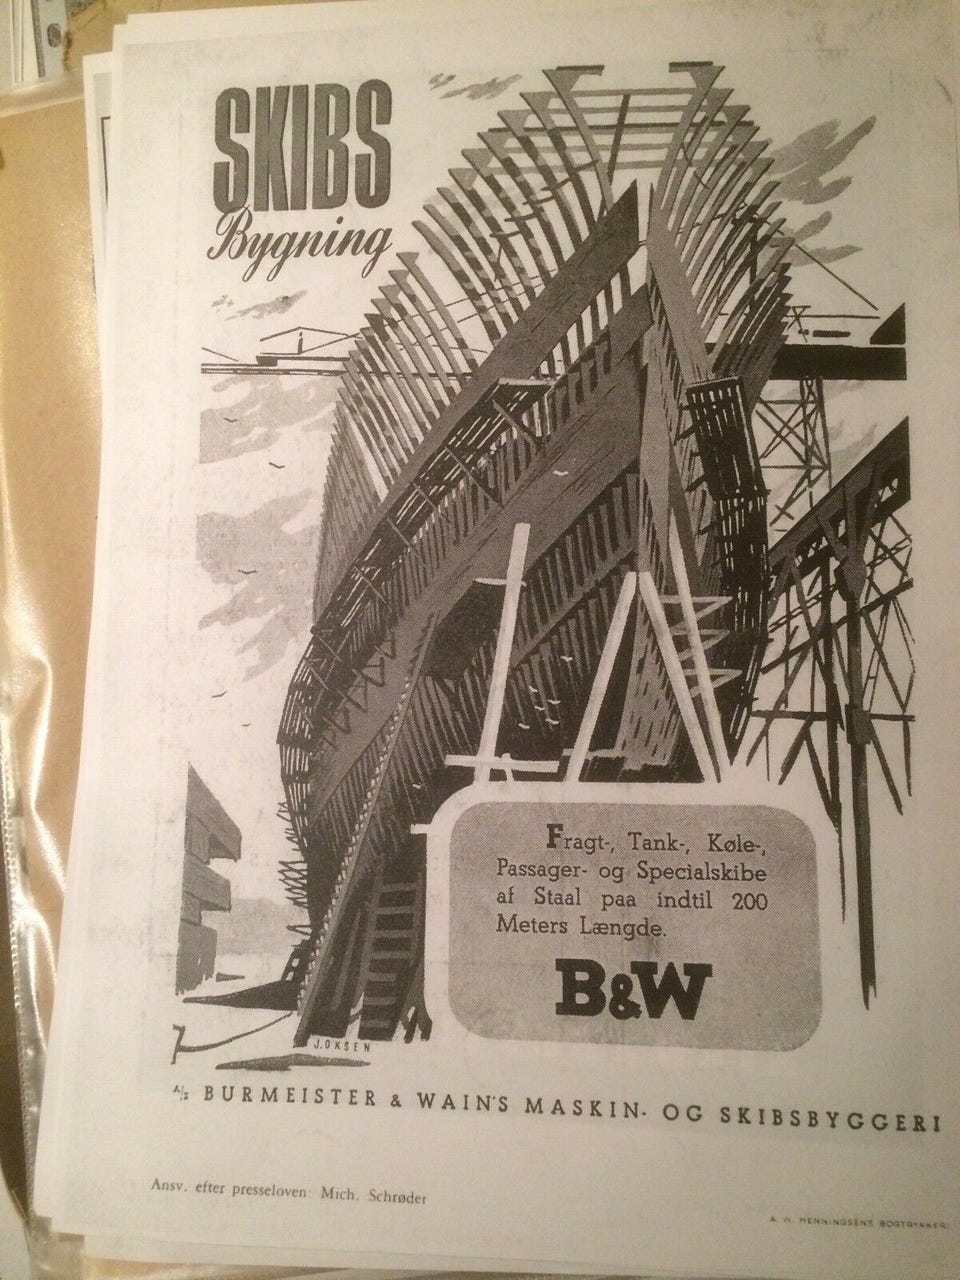 SKIBS
Bygning
Fragt-, Tank-, Køle-,
Passager- og Specialskibe
af Staal paa indtil 200
Meters Længde.
B&W
J.OKSEN
A/S BURMEISTER & WAIN'S MASKIN- OG SKIBSBYGGERI
Ansv. efter presseloven: Mich. Schrøder
A. W. HENNINGSENS BOGTRYKKERI